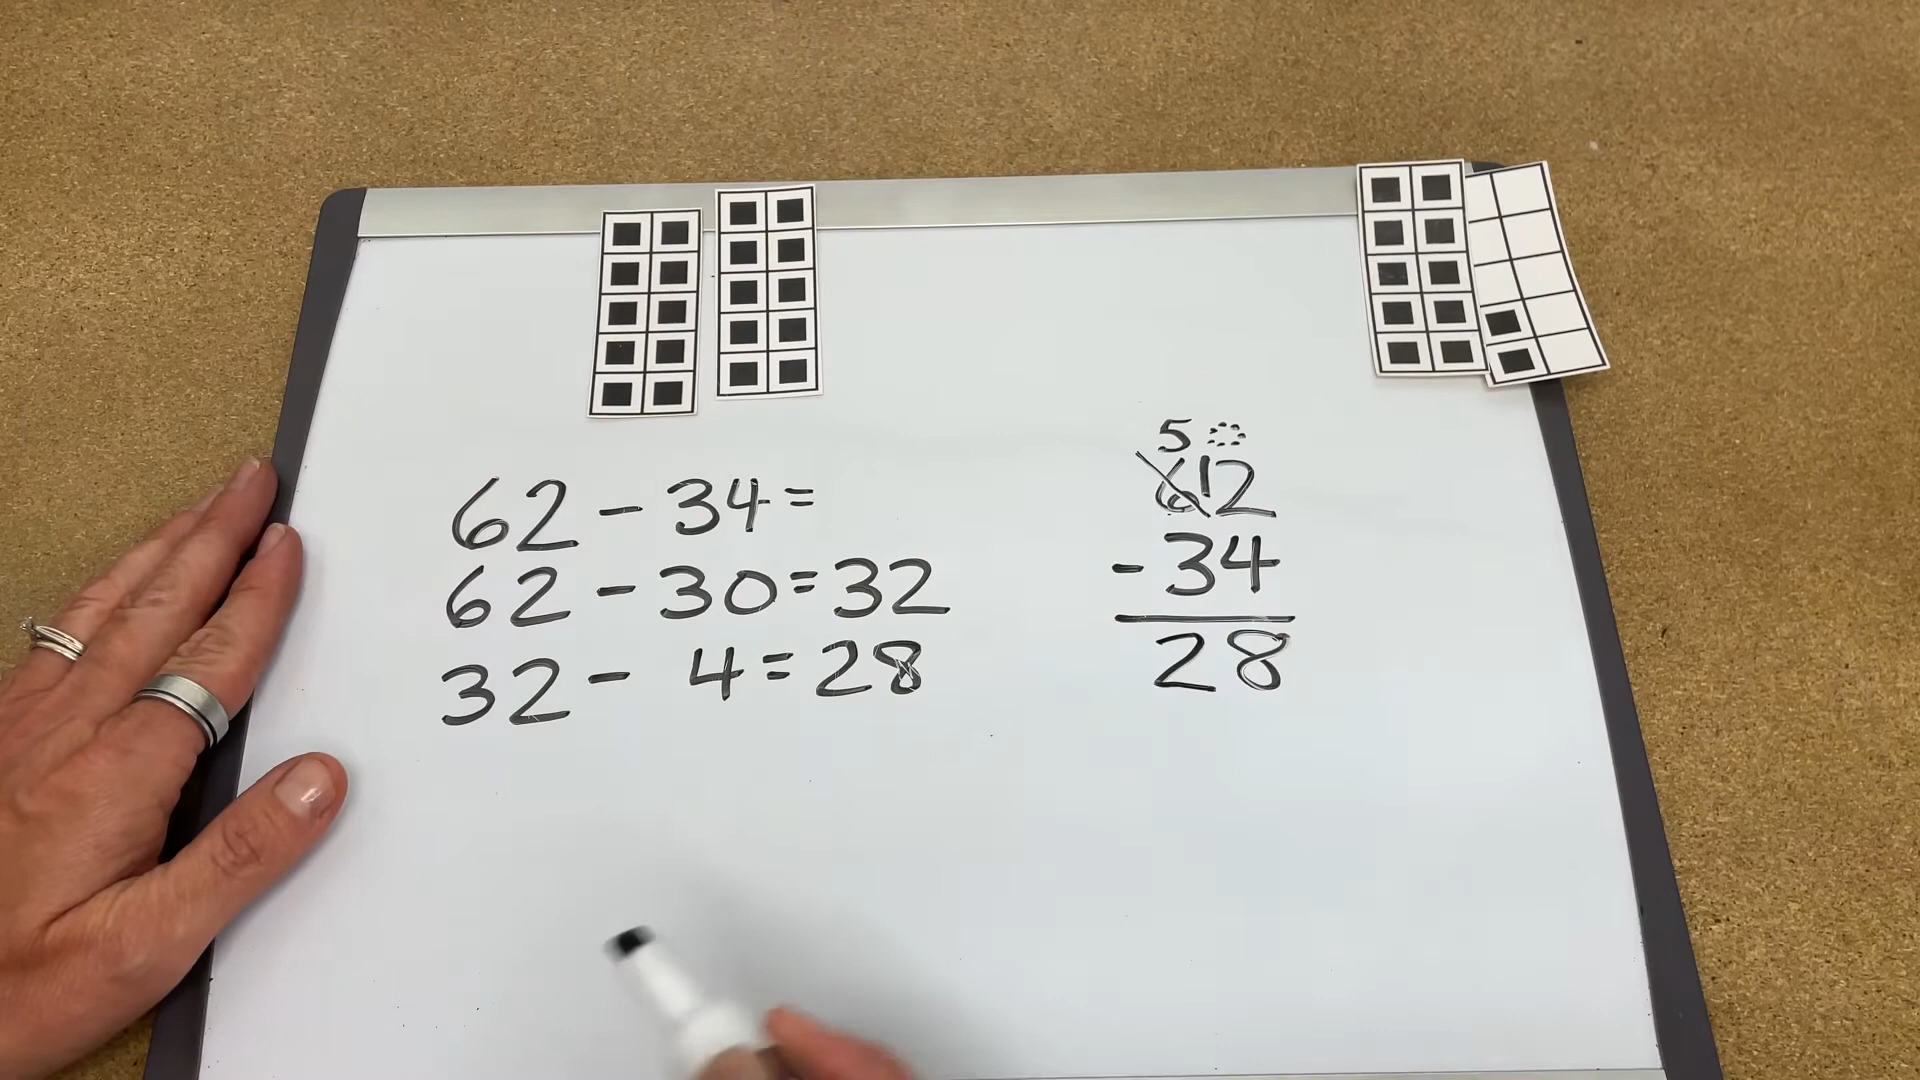 62 - 34 =
62 - 30 = 32
32 - 4 = 28
5
612
- 34
28